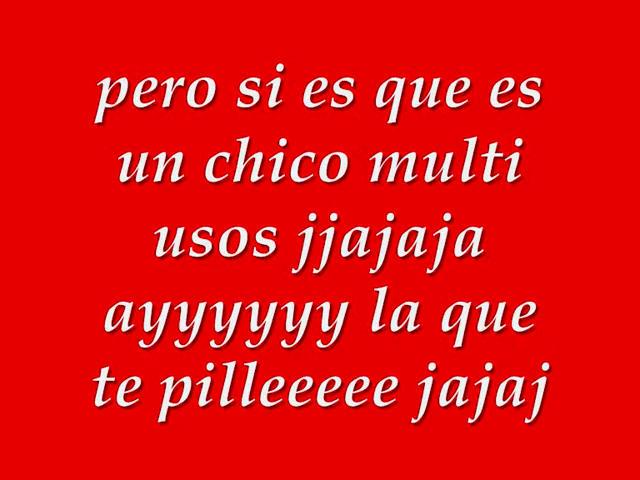 pero si es que es
un chico multi
usos jjajaja
ayyyyyy la que
te pilleeeee jajaj